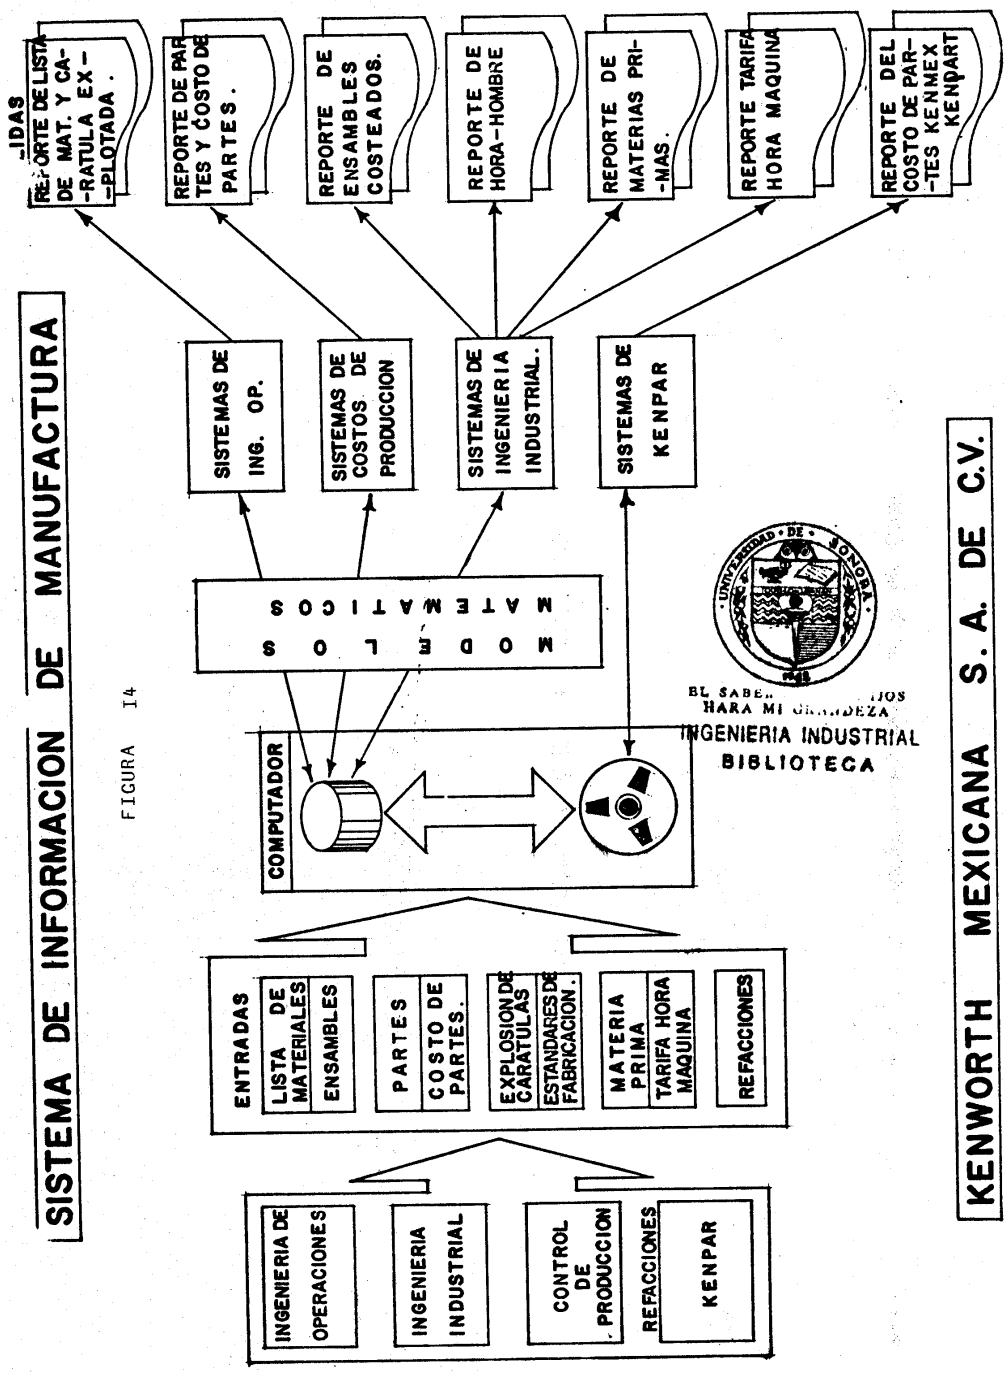 SISTEMA DE INFORMACION DE MANUFACTURA
FIGURA I4
INGENIERIA DE
OPERACIONES
INGENIERIA
INDUSTRIAL
CONTROL
DE
PRODUCCION
REFACCIONES
KENPAR
ENTRADAS
LISTA DE
MATERIALES
ENSAMBLES
PARTES
COSTO DE
PARTES.
EXPLOSION DE
CARATULAS
ESTANDARES DE
FABRICACION.
MATERIA
PRIMA
TARIFA HORA
MAQUINA
REFACCIONES
COMPUTADOR
MODELOS
MATEMATICOS
SISTEMAS DE
ING. OP.
SISTEMAS DE
COSTOS DE
PRODUCCION
SISTEMAS DE
INGENIERIA
INDUSTRIAL.
SISTEMAS DE
KENPAR
REPORTE DE LISTA
DE MAT. Y CA-
-RATULA EX-
-PLOTADA.
REPORTE DE PAR
TES Y COSTO DE
PARTES.
REPORTE DE
ENSAMBLES
COSTEADOS.
REPORTE DE
HORA-HOMBRE
REPORTE DE
MATERIAS PRI-
-MAS.
REPORTE TARIFA
HORA MAQUINA
REPORTE DEL
COSTO DE PAR-
-TES KENMEX
KENDART
UNIVERSIDAD DE SONORA
1942
EL SABER
HARA MI GRANDEZA
INGENIERIA INDUSTRIAL
BIBLIOTECA
KENWORTH MEXICANA S. A. DE C.V.